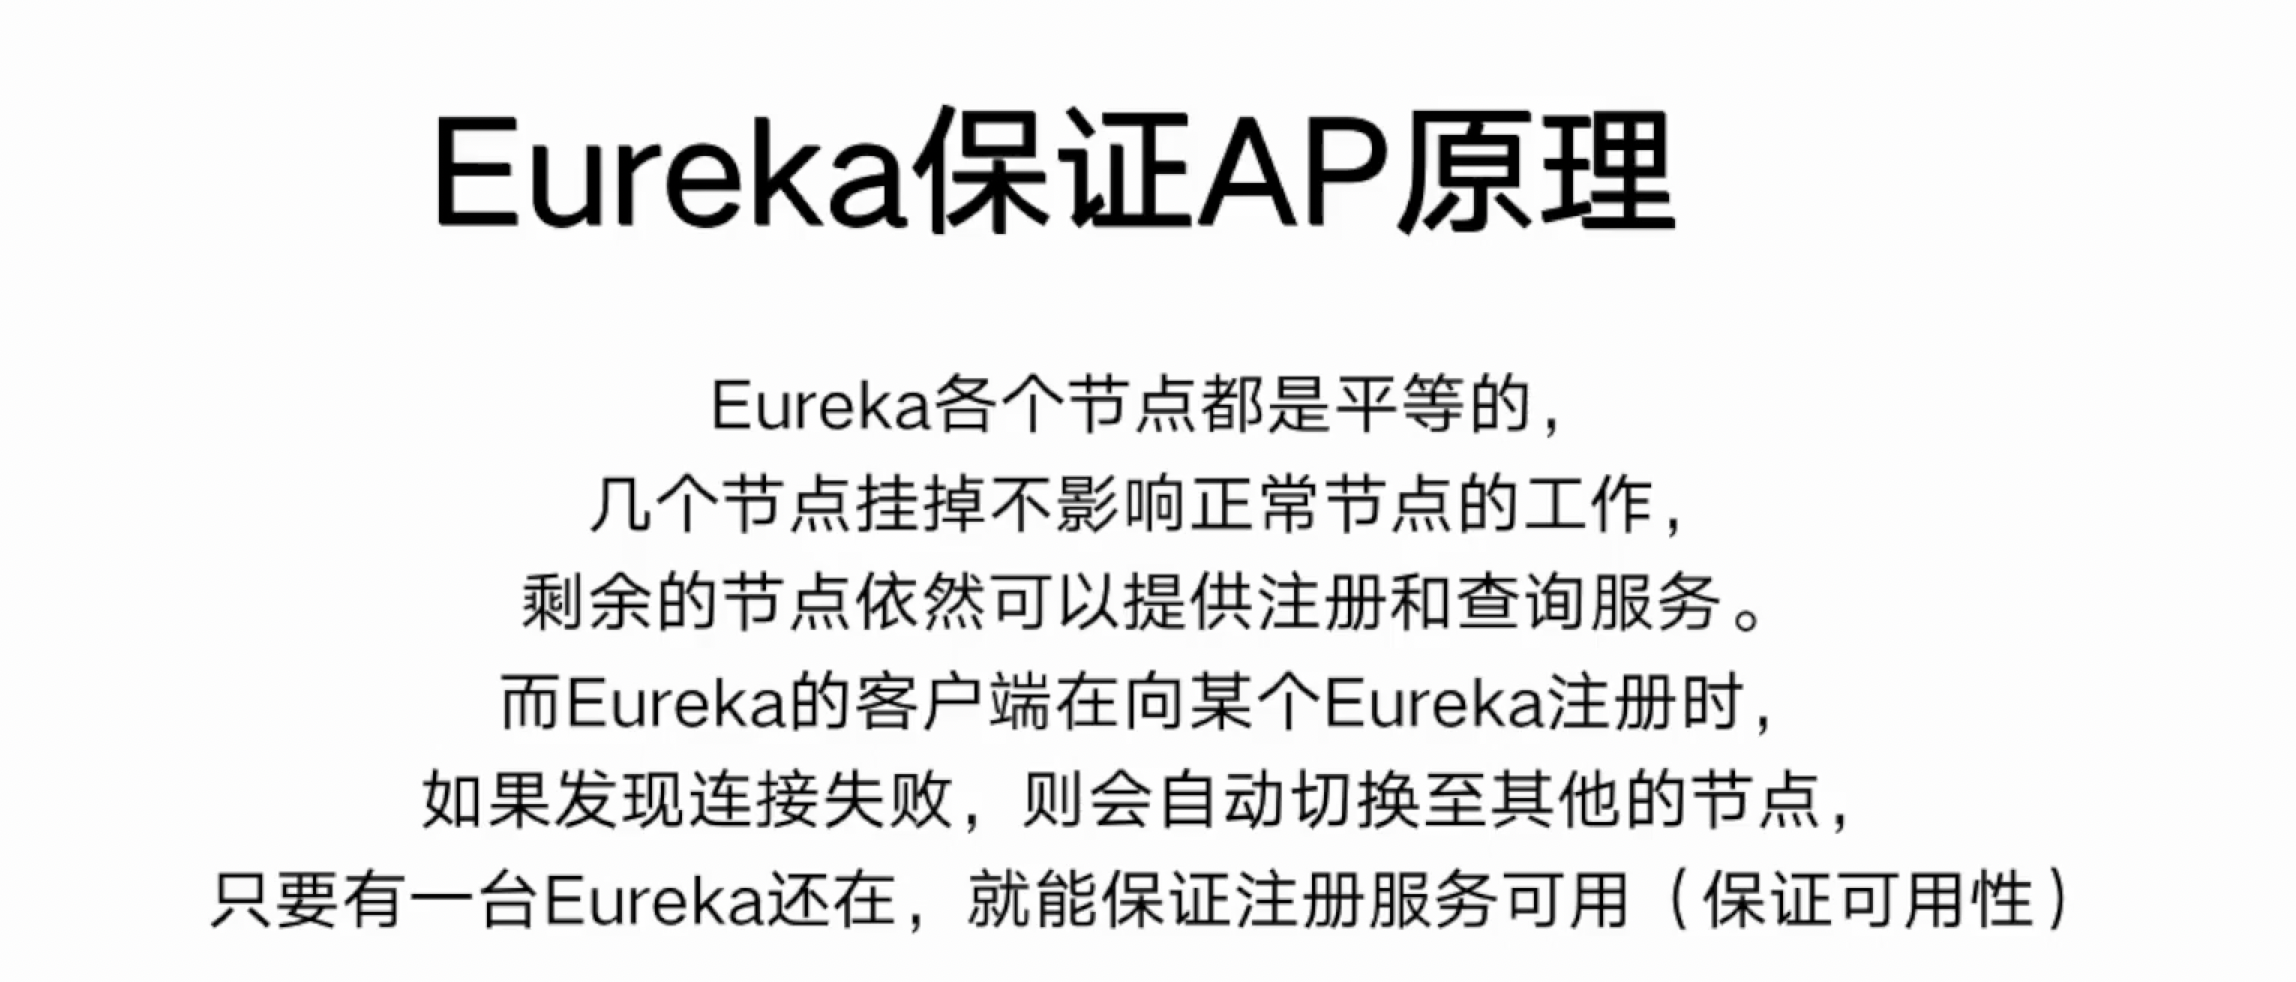 Eureka保证AP原理
Eureka各个节点都是平等的，
几个节点挂掉不影响正常节点的工作，
剩余的节点依然可以提供注册和查询服务。
而Eureka的客户端在向某个Eureka注册时，
如果发现连接失败，则会自动切换至其他的节点，
只要有一台Eureka还在，就能保证注册服务可用（保证可用性）